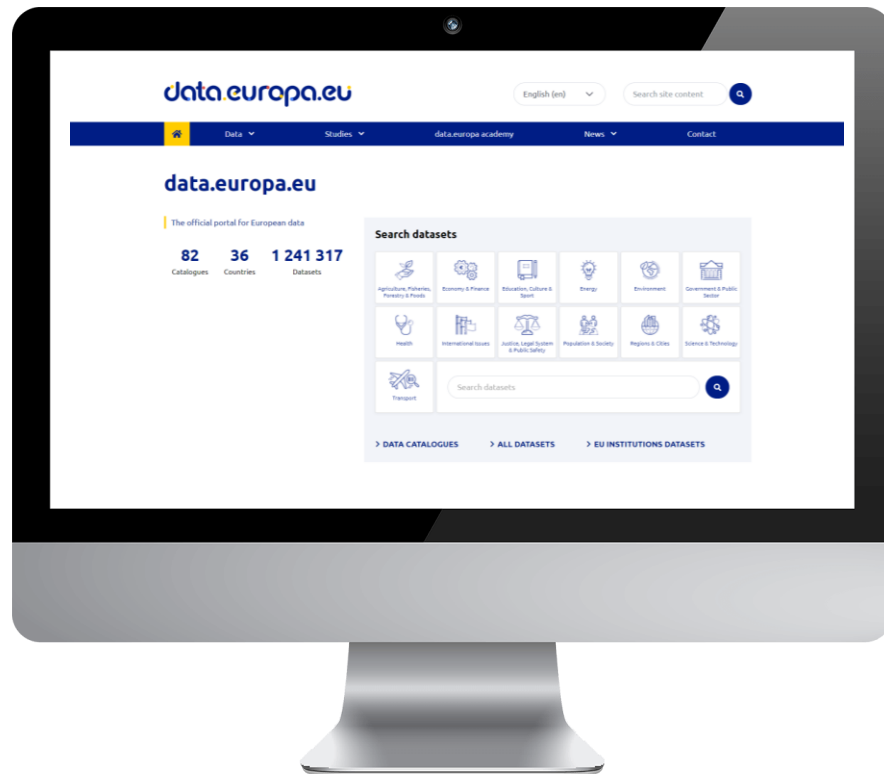 data.europa.eu
English (en)
Search site content
Data
Studies
data.europa academy
News
Contact
data.europa.eu
The official portal for European data
82
36
1 241 317
Catalogues
Countries
Datasets
Search datasets
Agriculture, Fisheries,
Forestry & Foods
Economy & Finance
Education, Culture &
Sport
Energy
Environment
Government & Public
Sector
Health
International Issues
Justice, Legal System
& Public Safety
Population & Society
Regions & Cities
Science & Technology
Transport
Search datasets
> DATA CATALOGUES
> ALL DATASETS
> EU INSTITUTIONS DATASETS